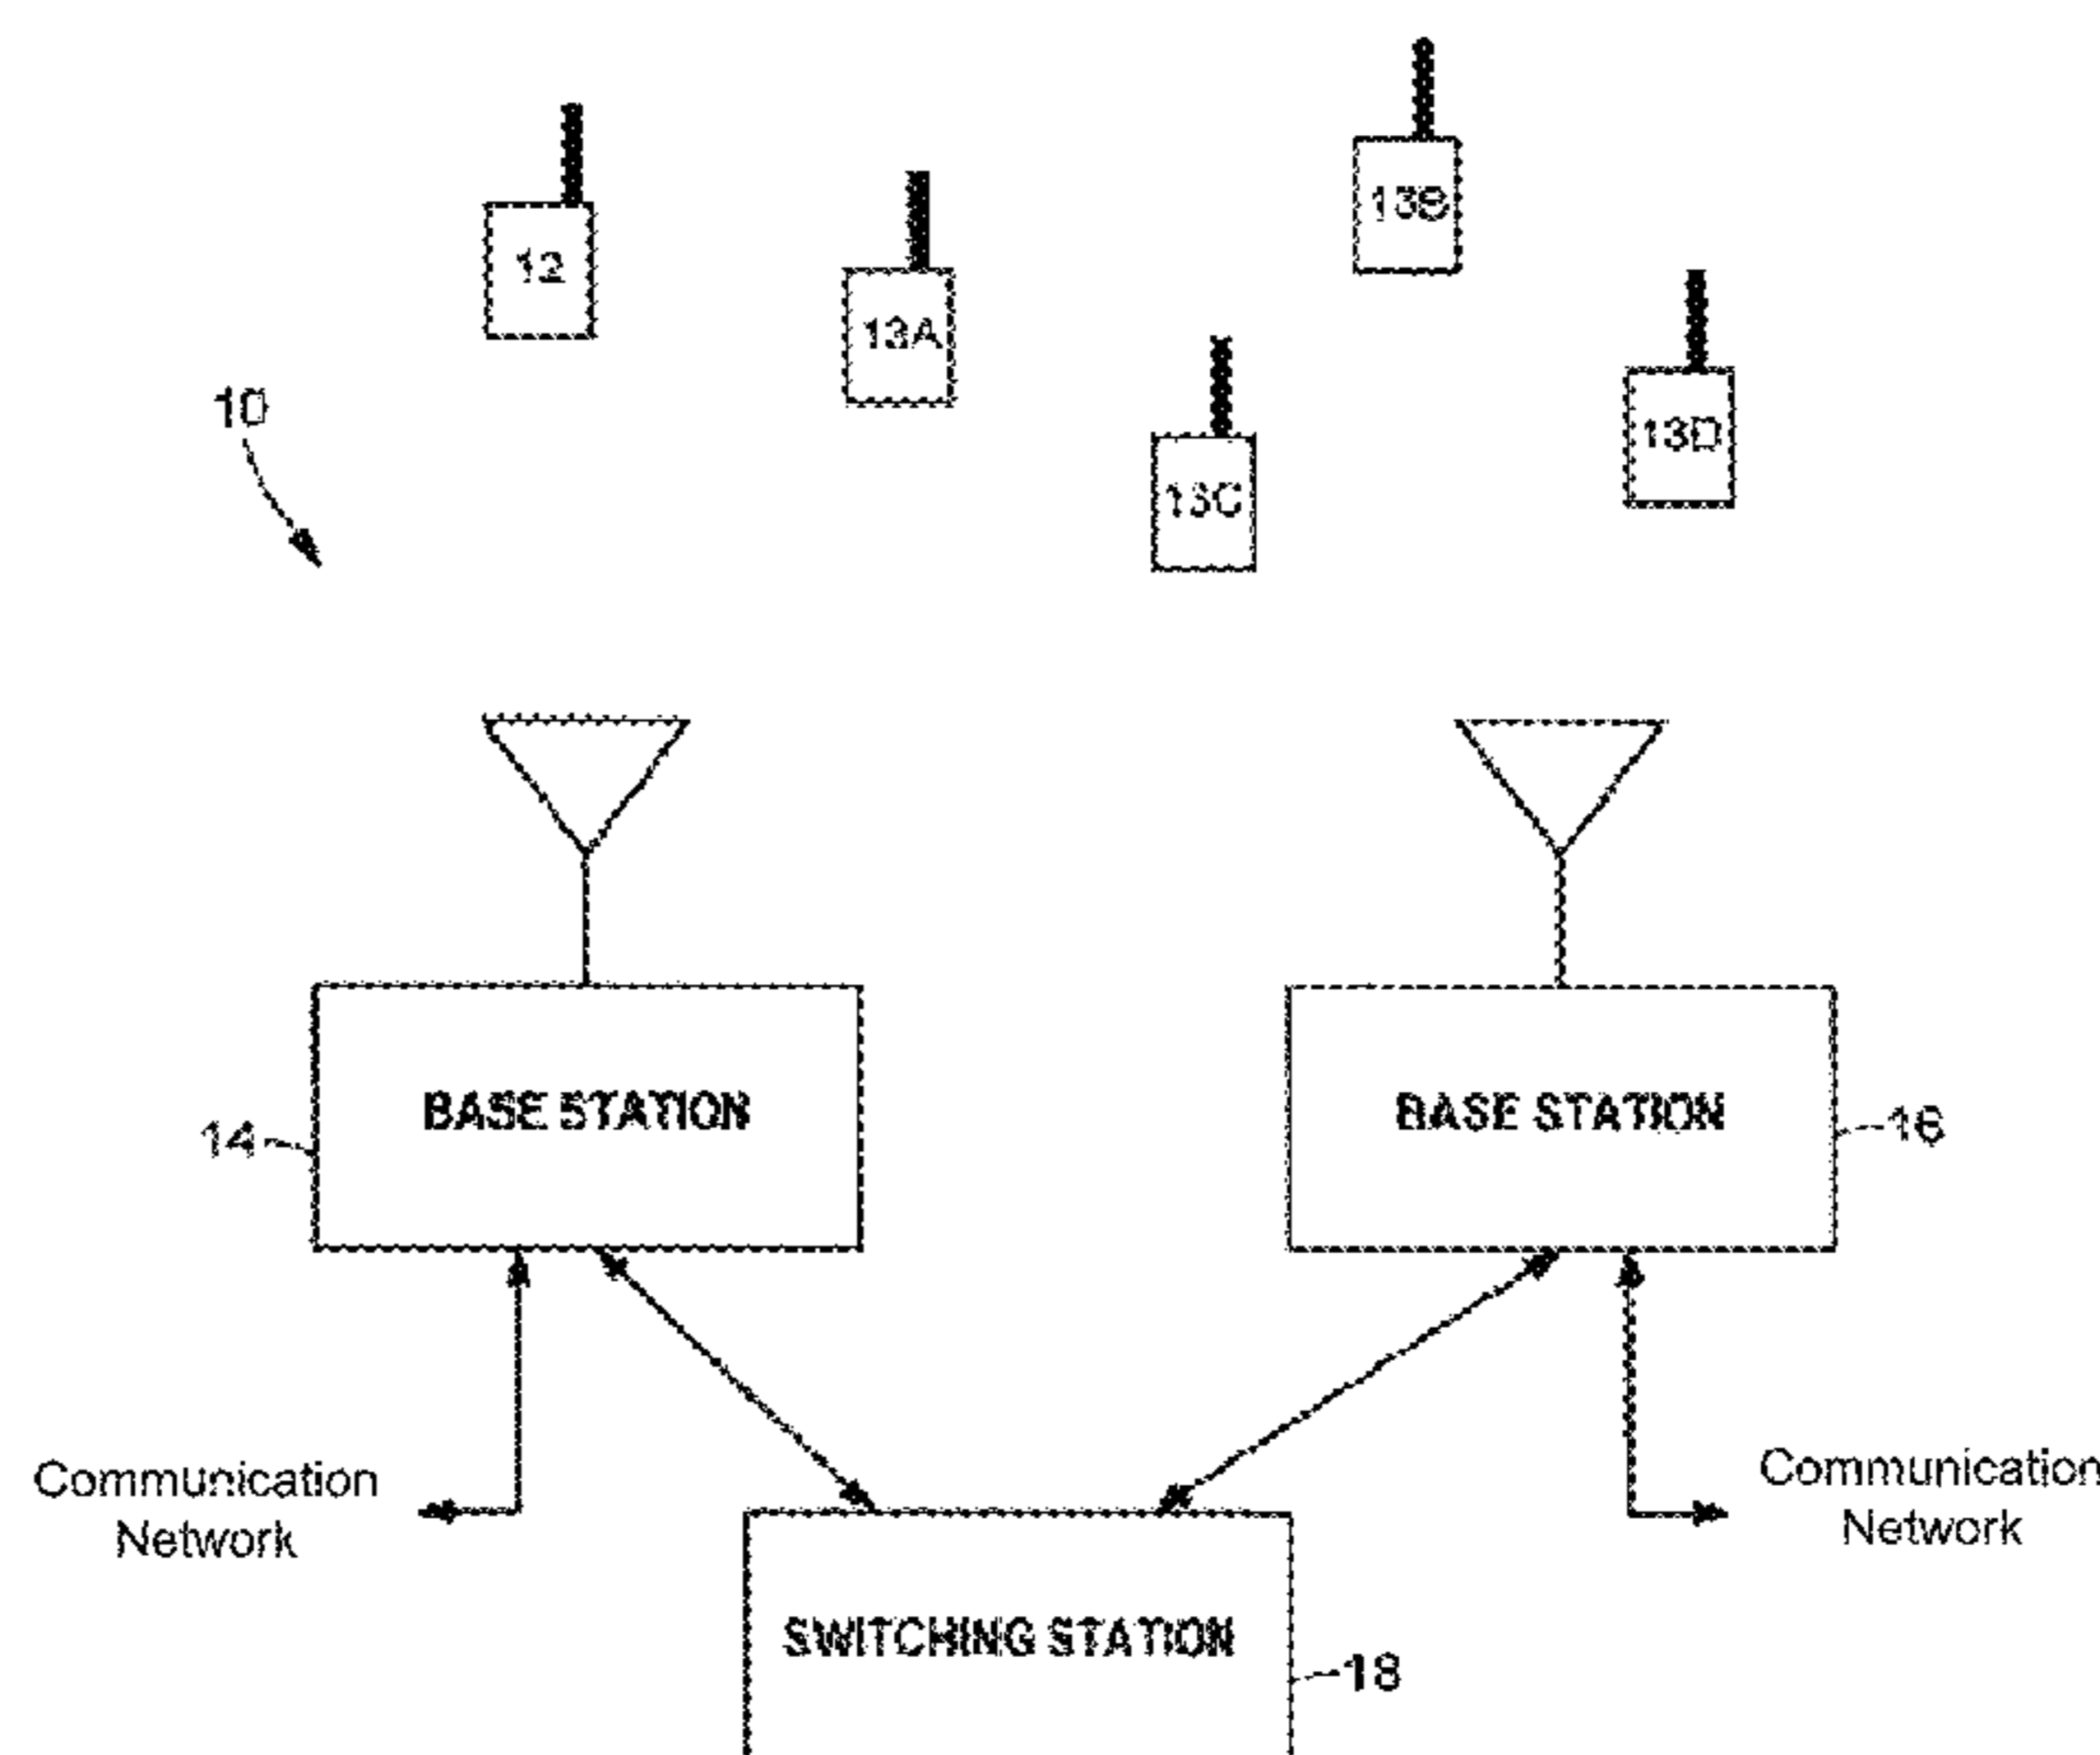 13B
12
13A
10
13D
13C
BASE STATION
BASE STATION
14
16
Communication
Network
Communication
Network
SWITCHING STATION
18